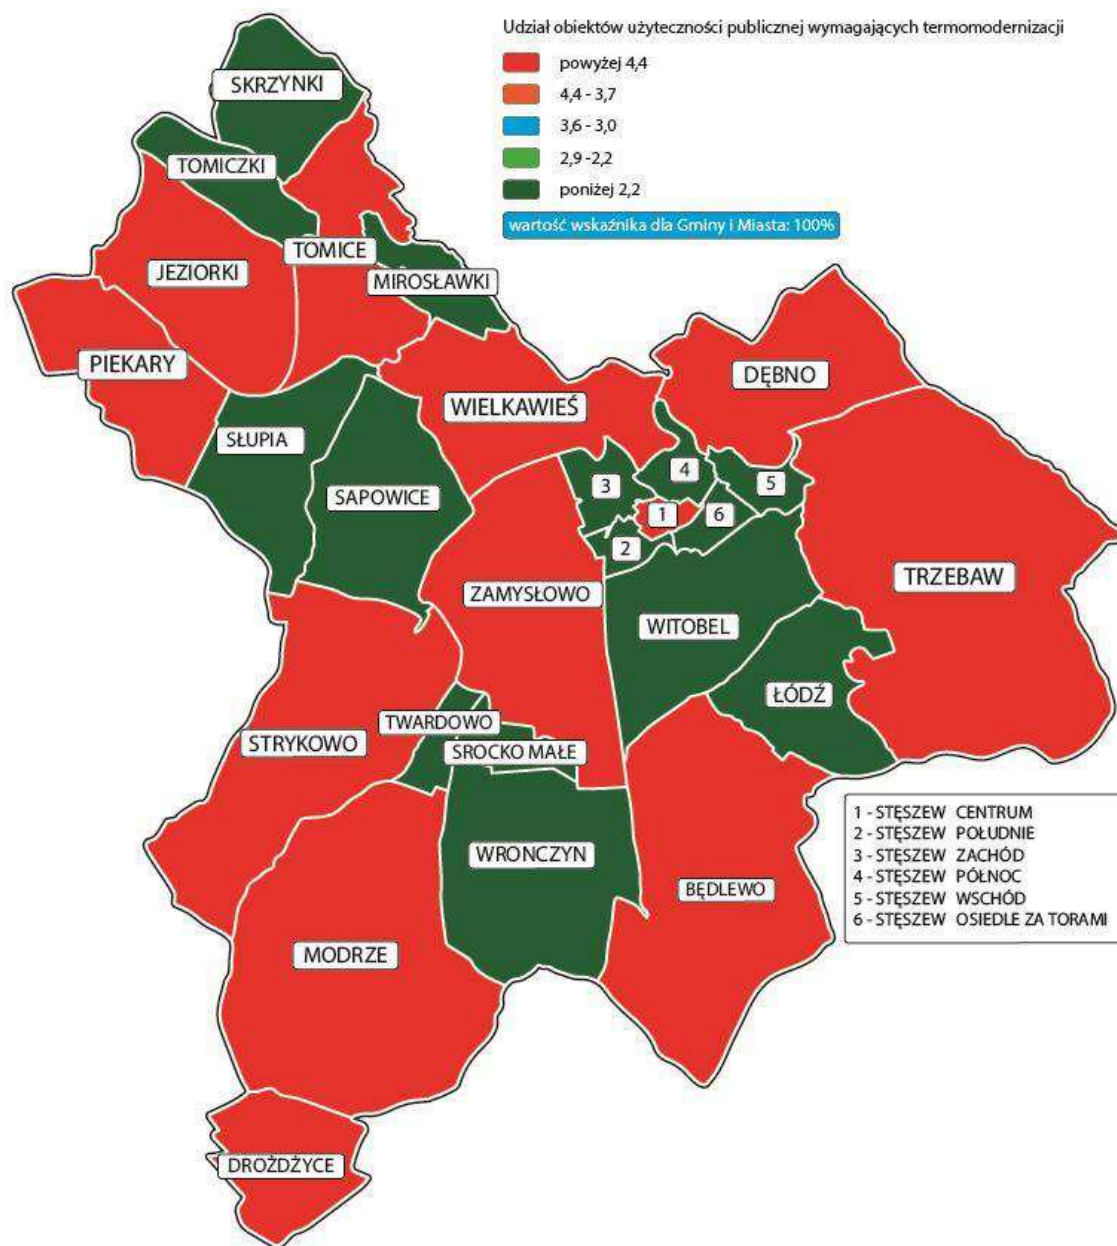 Udział obiektów użyteczności publicznej wymagających termomodernizacji
powyżej 4,4
4,4 - 3,7
3,6 - 3,0
2,9 -2,2
poniżej 2,2
wartość wskaźnika dla Gminy i Miasta: 100%
SKRZYNKI
TOMICZKI
TOMICE
JEZIORKI
MIROSŁAWKI
PIEKARY
DĘBNO
WIELKAWIEŚ
SŁUPIA
SAPOWICE
4
5
3
6
1
2
ZAMYSŁOWO
TRZEBAW
WITOBEL
ŁÓDŹ
TWARDOWO
STRYKOWO
SROCKO MAŁE
WRONCZYN
BĘDLEWO
MODRZE
DROŻDŻYCE
1 - STĘSZEW CENTRUM
2 - STĘSZEW POŁUDNIE
3 - STĘSZEW ZACHÓD
4 - STĘSZEW PÓŁNOC
5 - STĘSZEW WSCHÓD
6 - STĘSZEW OSIEDLE ZA TORAMI